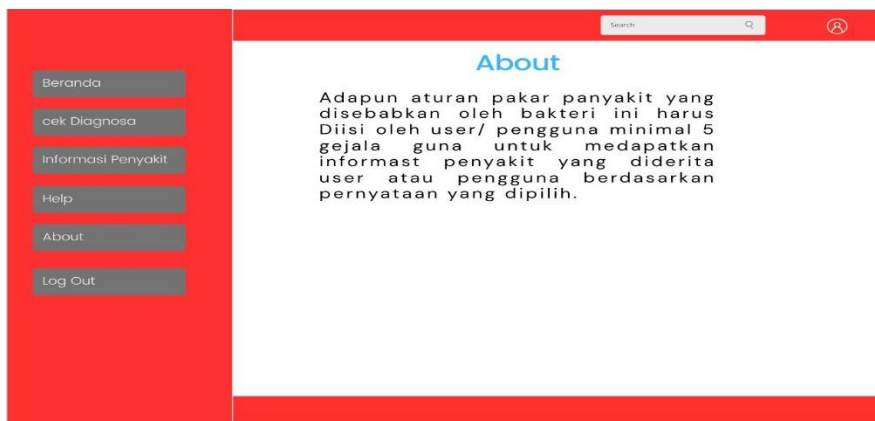 Search
Beranda
cek Diagnosa
Informasi Penyakit
Help
About
Log Out
About
Adapun aturan pakar panyakit yang
disebabkan oleh bakteri ini harus
Diisi oleh user/ pengguna minimal 5
gejala guna untuk medapatkan
informast penyakit yang diderita
user atau pengguna berdasarkan
pernyataan yang dipilih.